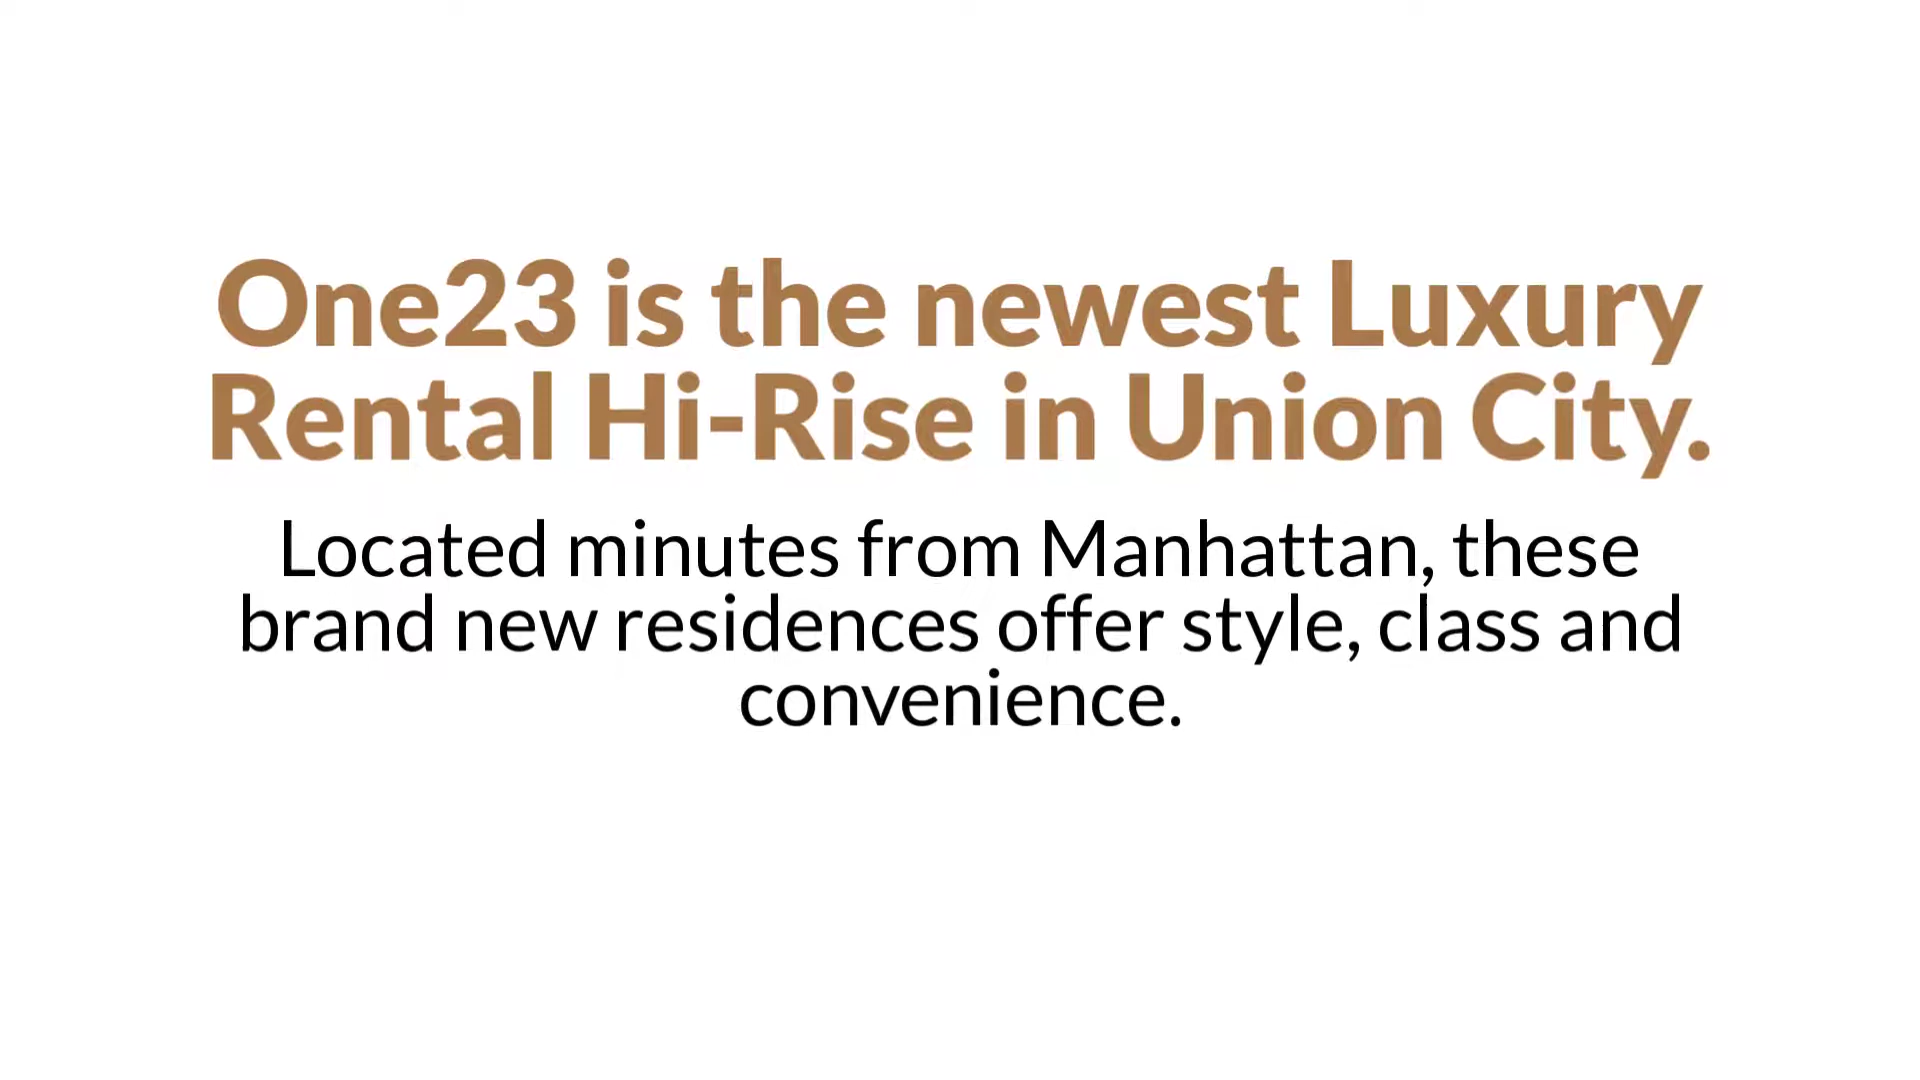 One23 is the newest Luxury
Rental Hi-Rise in Union City.
Located minutes from Manhattan, these
brand new residences offer style, class and
convenience.